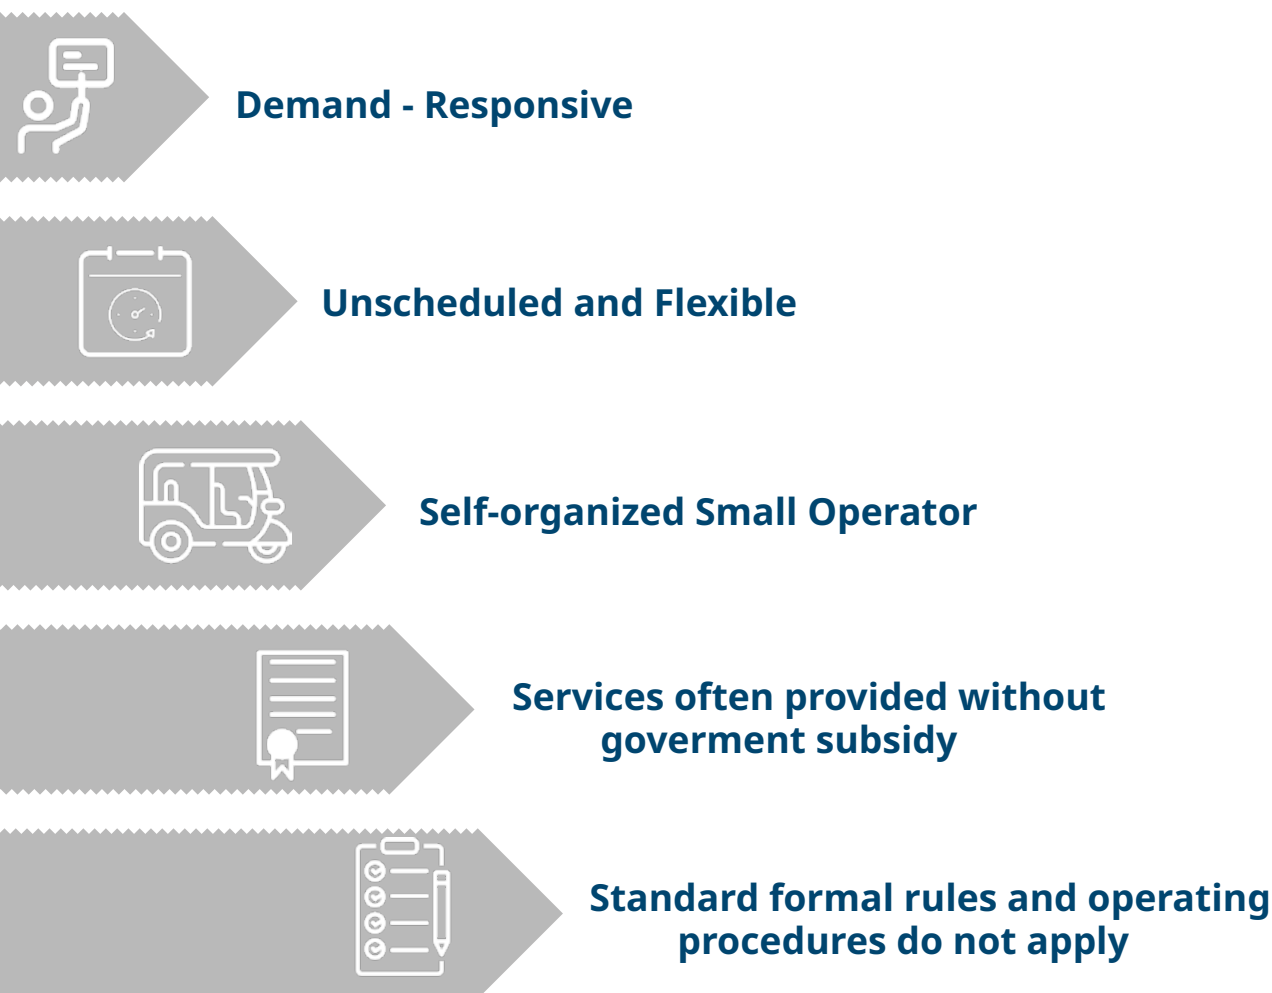 Demand - Responsive
Unscheduled and Flexible
Self-organized Small Operator
Services often provided without
goverment subsidy
Standard formal rules and operating
procedures do not apply